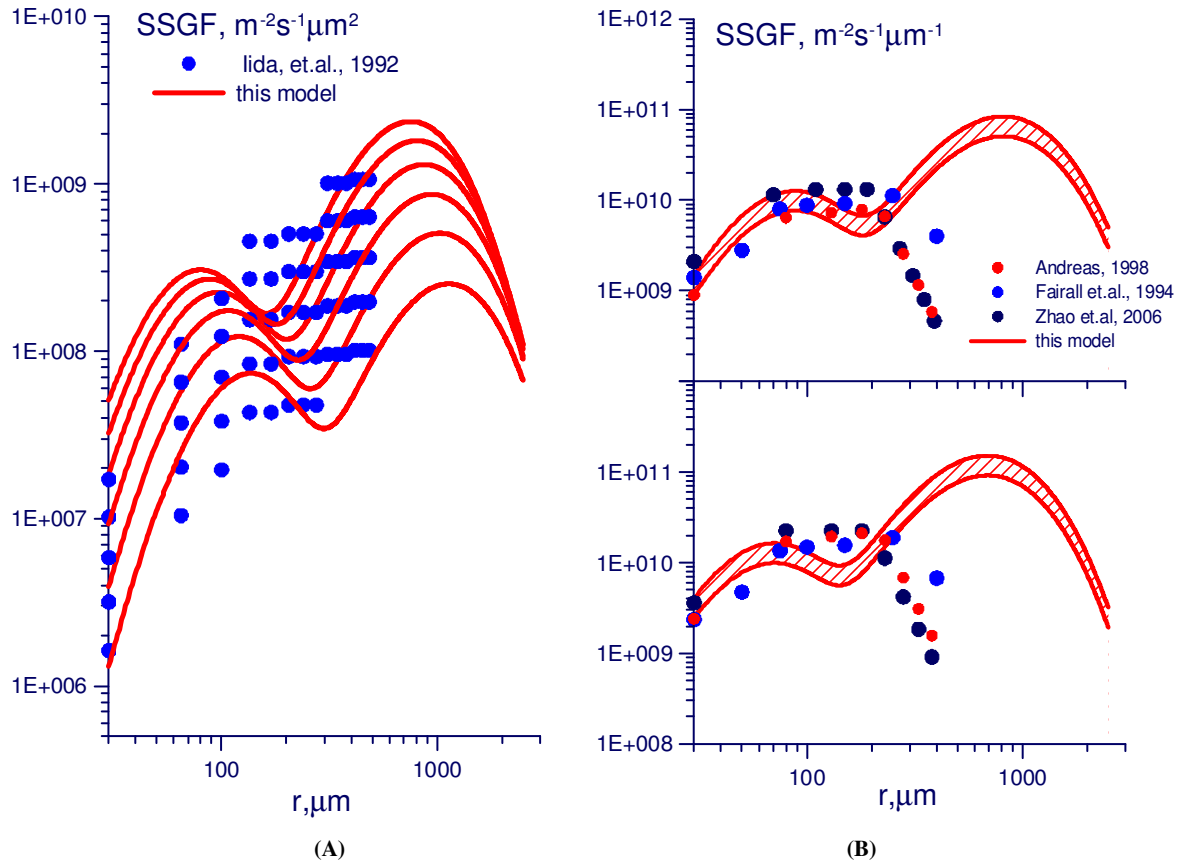 SSGF, m⁻²s⁻¹μm²
Iida, et.al., 1992
this model
1E+010
1E+009
1E+008
1E+007
1E+006
100
1000
r,μm
(A)
SSGF, m⁻²s⁻¹μm⁻¹
1E+012
1E+011
1E+010
1E+009
Andreas, 1998
Fairall et.al., 1994
Zhao et.al, 2006
this model
1E+011
1E+010
1E+009
1E+008
100
1000
r,μm
(B)